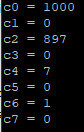 c0 = 1000
c1 = 0
c2 = 897
c3 = 0
c4 = 7
c5 = 0
c6 = 1
c7 = 0